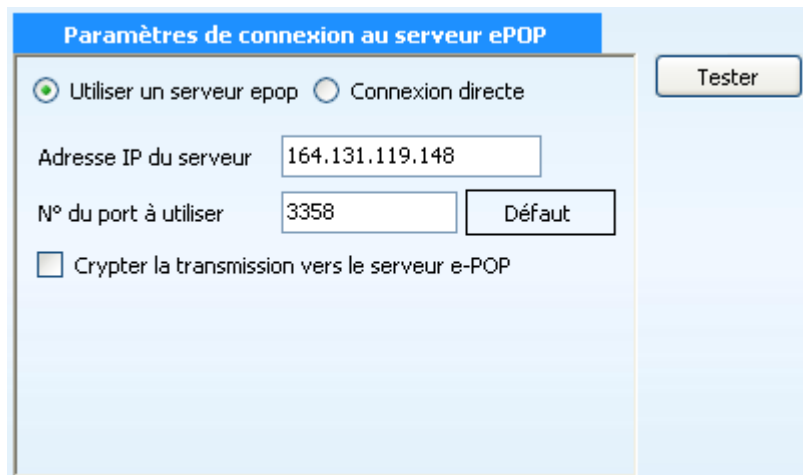 Paramètres de connexion au serveur ePOP
Tester
Utiliser un serveur epop Connexion directe
Adresse IP du serveur 164.131.119.148
N° du port à utiliser 3358 Défaut
Crypter la transmission vers le serveur e-POP